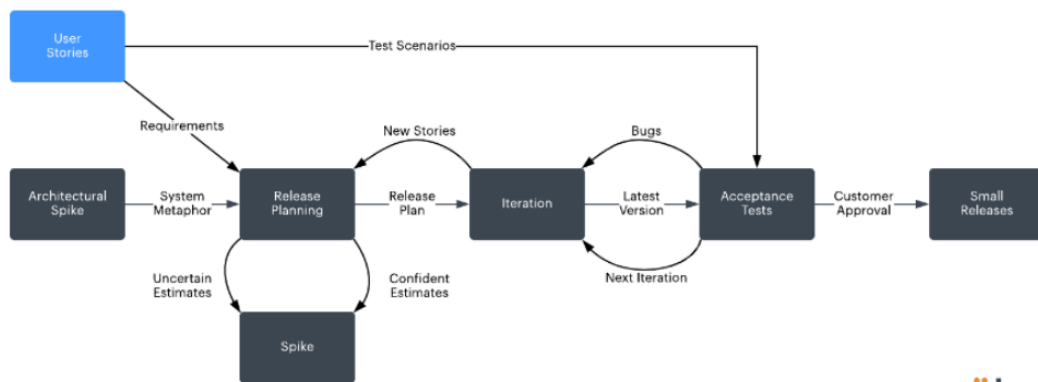 User
Stories
Test Scenarios
Requirements
New Stories
Bugs
Architectural
Spike
System
Metaphor
Release
Planning
Release
Plan
Iteration
Latest
Version
Acceptance
Tests
Customer
Approval
Small
Releases
Uncertain
Estimates
Confident
Estimates
Next Iteration
Spike